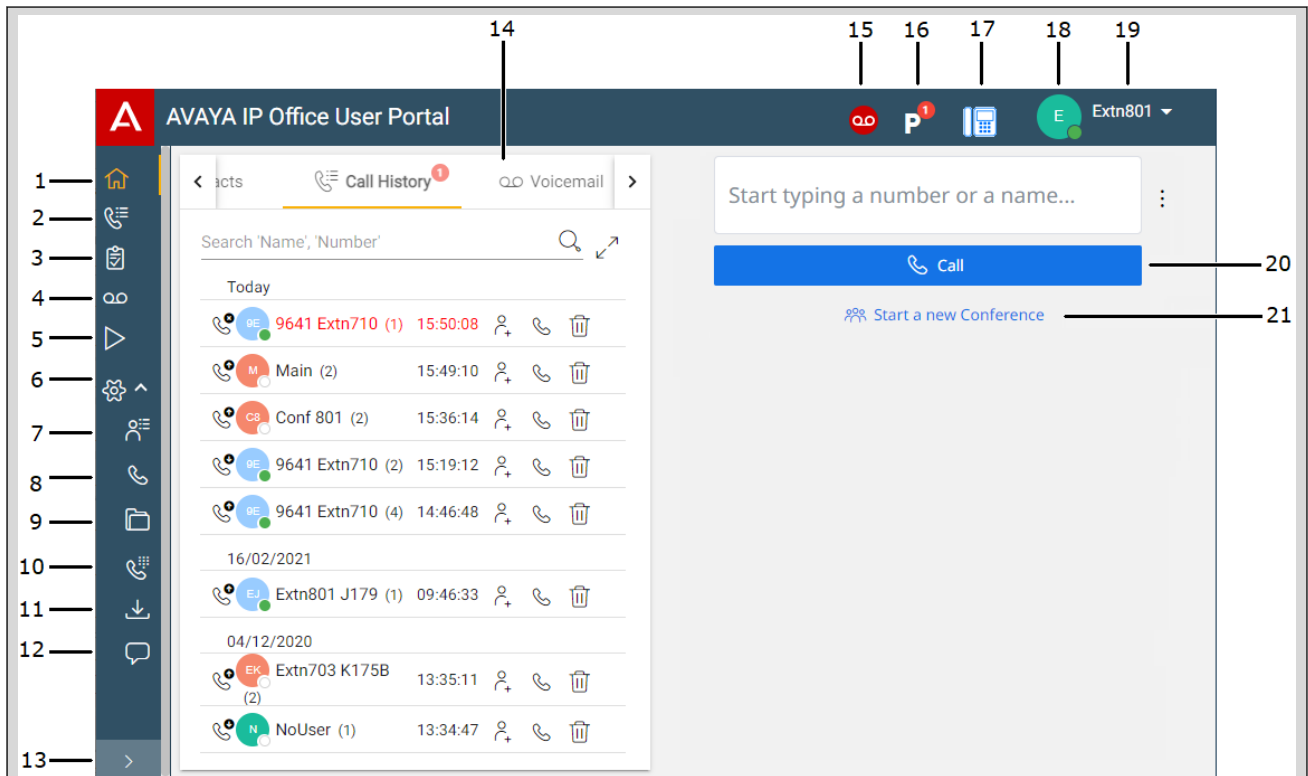 14 15 16 17 18 19
AVAYA IP Office User Portal P 1 E Extn801
1
2
3
4
5
6
7
8
9
10
11
12
13
acts Call History 1 Voicemail
Search 'Name', 'Number'
Today
9E 9641 Extn710 (1) 15:50:08
M Main (2) 15:49:10
C8 Conf 801 (2) 15:36:14
9E 9641 Extn710 (2) 15:19:12
9E 9641 Extn710 (4) 14:46:48
16/02/2021
EJ Extn801 J179 (1) 09:46:33
04/12/2020
EK Extn703 K175B 13:35:11
(2)
N NoUser (1) 13:34:47
Start typing a number or a name...
Call 20
Start a new Conference 21